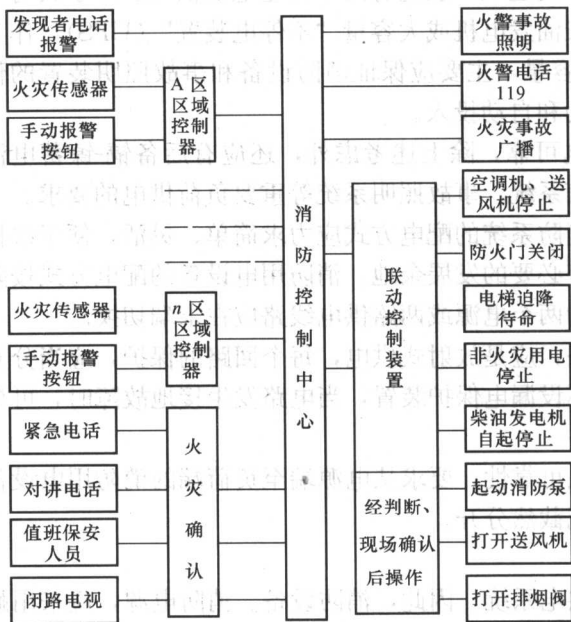 发现者电话
报警
火灾传感器
手动报警
按钮
A 区
区域
控制
器
火灾传感器
手动报警
按钮
紧急电话
对讲电话
值班保安
人员
闭路电视
n区
区域
控制器
火
灾
确
认
消
防
控
制
中
心
联
动
控
制
装
置
经判断、
现场确认
后操作
火警事故
照明
火警电话
119
火灾事故
广播
空调机、送
风机停止
防火门关闭
电梯追降
待命
非火灾用电
停止
柴油发电机
自起停止
起动消防泵
打开送风机
打开排烟阀